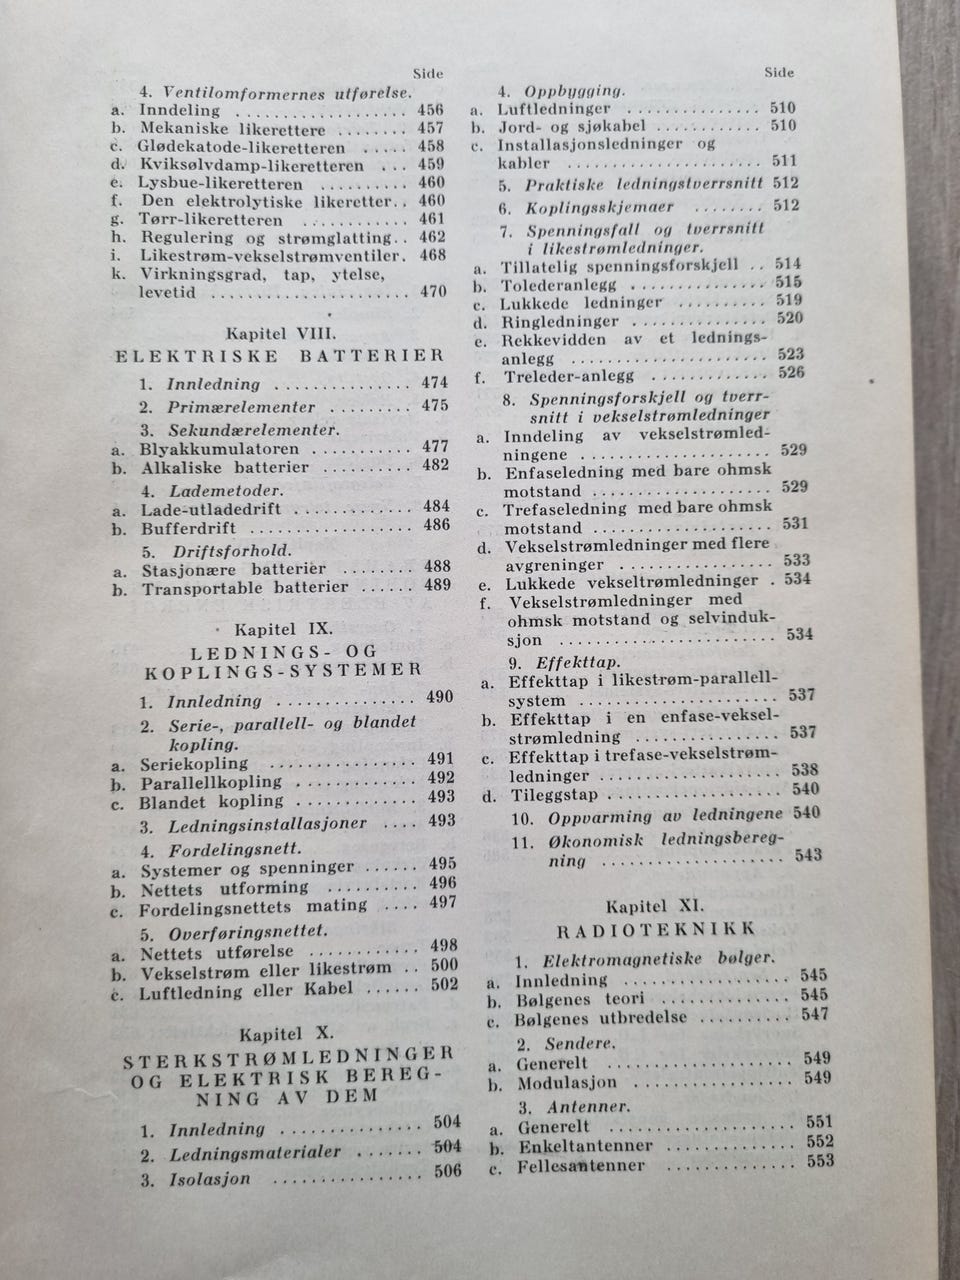 Side
4. Ventilomformernes utførelse.
a. Inndeling .................. 456
b. Mekaniske likerettere ........ 457
c. Glødekatode-likeretteren ..... 458
d. Kviksølvdamp-likeretteren ... 459
e. Lysbue-likeretteren .......... 460
f. Den elektrolytiske likeretter.. 460
g. Tørr-likeretteren ............ 461
h. Regulering og strømglatting.. 462
i. Likestrøm-vekselstrømventiler. 468
k. Virkningsgrad, tap, ytelse,
levetid ..................... 470
Kapitel VIII.
ELEKTRISKE BATTERIER
1. Innledning ............... 474
2. Primærelementer ......... 475
3. Sekundærelementer.
a. Blyakkumulatoren ........... 477
b. Alkaliske batterier .......... 482
4. Lademetoder.
a. Lade-utladedrift ............. 484
b. Bufferdrift .................. 486
5. Driftsforhold.
a. Stasjonære batterier ........ 488
b. Transportable batterier ...... 489
Kapitel IX.
LEDNINGS- OG
KOPLINGS-SYSTEMER
1. Innledning ............... 490
2. Serie-, parallell- og blandet
kopling.
a. Seriekopling ................ 491
b. Parallellkopling ............. 492
c. Blandet kopling ............. 493
3. Ledningsinstallasjoner .... 493
4. Fordelingsnett.
a. Systemer og spenninger ...... 495
b. Nettets utforming .......... 496
c. Fordelingsnettets mating .... 497
5. Overføringsnettet.
a. Nettets utførelse ............ 498
b. Vekselstrøm eller likestrøm .. 500
c. Luftledning eller Kabel ...... 502
Kapitel X.
STERKSTRØMLEDNINGER
OG ELEKTRISK BEREG-
NING AV DEM
1. Innledning ............... 504
2. Ledningsmaterialer ....... 504
3. Isolasjon ................ 506
Side
4. Oppbygging.
a. Luftledninger ............... 510
b. Jord- og sjøkabel ............ 510
c. Installasjonsledninger og
kabler ..................... 511
5. Praktiske ledningstverrsnitt 512
6. Koplingsskjemaer ........ 512
7. Spenningsfall og tverrsnitt
i likestrømledninger.
a. Tillatelig spenningsforskjell .. 514
b. Tolederanlegg ............... 515
c. Lukkede ledninger .......... 519
d. Ringledninger ............... 520
e. Rekkevidden av et lednings-
anlegg ..................... 523
f. Treleder-anlegg ............. 526
8. Spenningsforskjell og tverr-
snitt i vekselstrømledninger
a. Inndeling av vekselstrømled-
ningene .................... 529
b. Enfaseledning med bare ohmsk
motstand ................... 529
c. Trefaseledning med bare ohmsk
motstand ................... 531
d. Vekselstrømledninger med flere
avgreninger ................ 533
e. Lukkede vekseltrømledninger . 534
f. Vekselstrømledninger med
ohmsk motstand og selvinduk-
sjon ....................... 534
9. Effekttap.
a. Effekttap i likestrøm-parallell-
system ..................... 537
b. Effekttap i en enfase-veksel-
strømledning ............... 537
c. Effekttap i trefase-vekselstrøm-
ledninger ................... 538
d. Tileggstap ................... 540
10. Oppvarming av ledningene 540
11. Økonomisk ledningsbereg-
ning .................... 543
Kapitel XI.
RADIOTEKNIKK
1. Elektromagnetiske bølger.
a. Innledning .................. 545
b. Bølgenes teori .............. 545
c. Bølgenes utbredelse .......... 547
2. Sendere.
a. Generelt .................... 549
b. Modulasjon ................. 549
3. Antenner.
a. Generelt .................... 551
b. Enkeltantenner .............. 552
c. Fellesantenner .............. 553